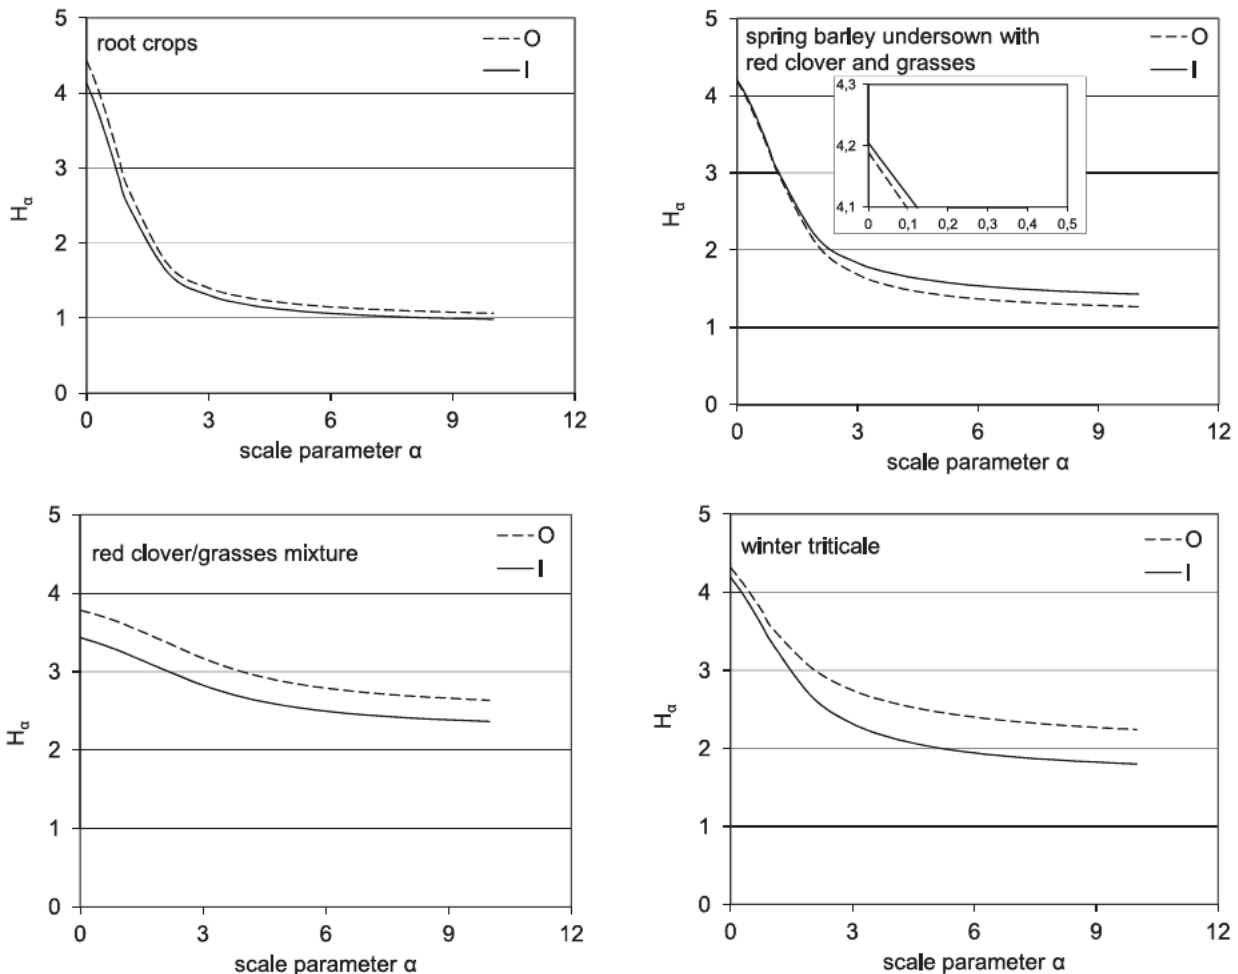 root crops
O
I
5
4
3
2
1
0
Hα
0 3 6 9 12
scale parameter α
spring barley undersown with
red clover and grasses
O
I
5
4
3
2
1
0
Hα
4,3
4,2
4,1
0 0,1 0,2 0,3 0,4 0,5
0 3 6 9 12
scale parameter α
red clover/grasses mixture
O
I
5
4
3
2
1
0
Hα
0 3 6 9 12
scale parameter α
winter triticale
O
I
5
4
3
2
1
0
Hα
0 3 6 9 12
scale parameter α